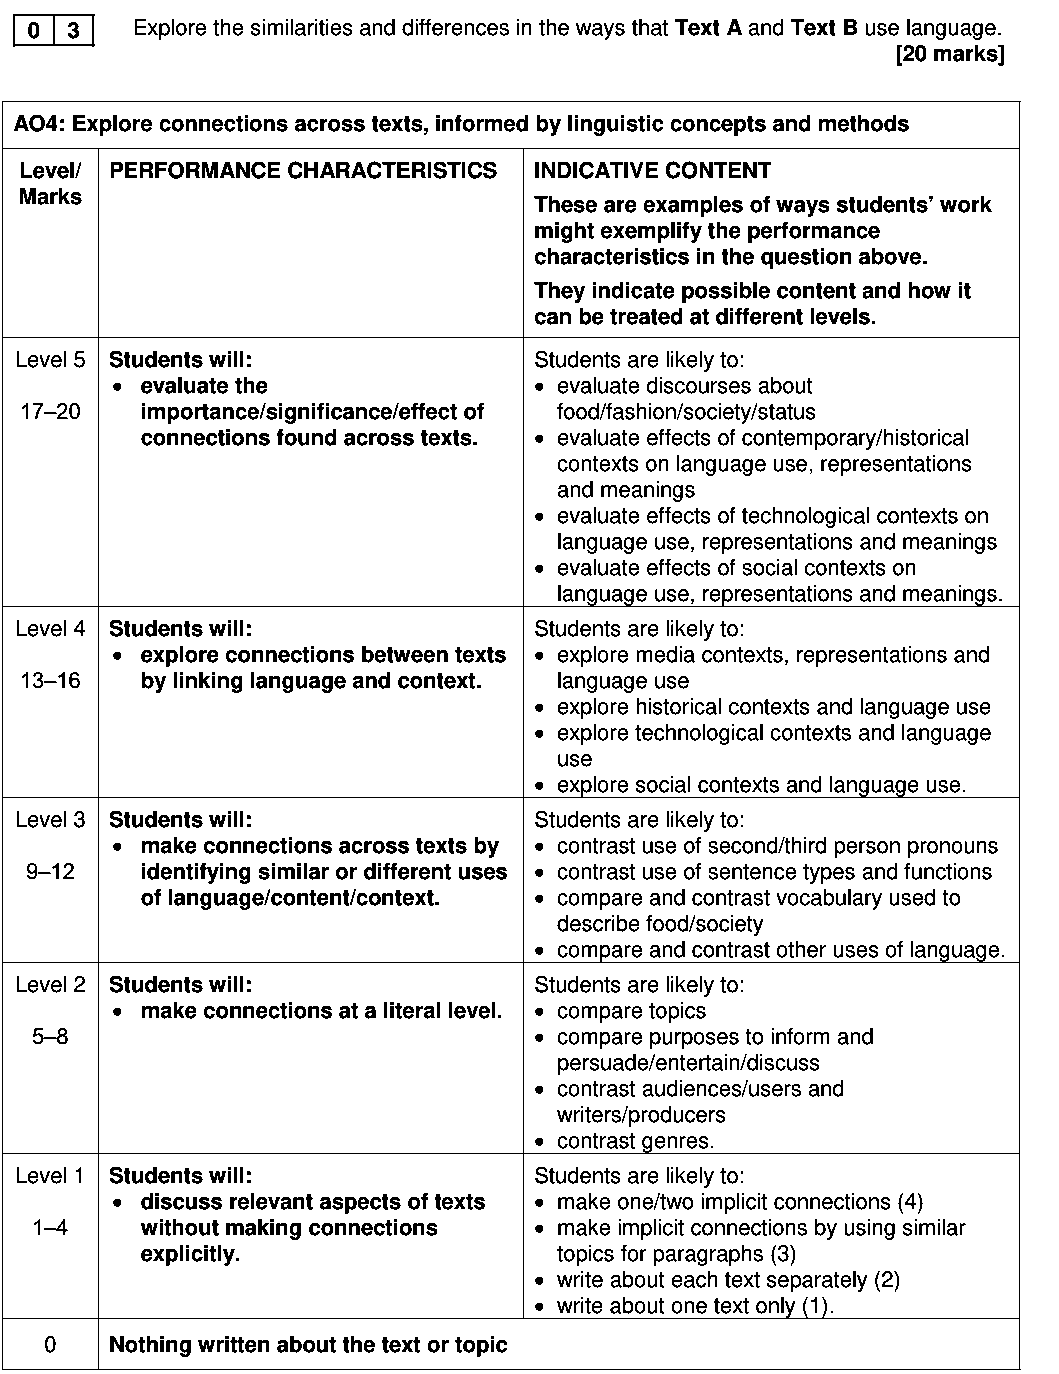 0 3 Explore the similarities and differences in the ways that Text A and Text B use language.
[20 marks]
AO4: Explore connections across texts, informed by linguistic concepts and methods
Level/
Marks
PERFORMANCE CHARACTERISTICS
INDICATIVE CONTENT
These are examples of ways students' work
might exemplify the performance
characteristics in the question above.
They indicate possible content and how it
can be treated at different levels.
Level 5
17–20
Students will:
• evaluate the
importance/significance/effect of
connections found across texts.
Students are likely to:
• evaluate discourses about
food/fashion/society/status
• evaluate effects of contemporary/historical
contexts on language use, representations
and meanings
• evaluate effects of technological contexts on
language use, representations and meanings
• evaluate effects of social contexts on
language use, representations and meanings.
Level 4
13–16
Students will:
• explore connections between texts
by linking language and context.
Students are likely to:
• explore media contexts, representations and
language use
• explore historical contexts and language use
• explore technological contexts and language
use
• explore social contexts and language use.
Level 3
9–12
Students will:
• make connections across texts by
identifying similar or different uses
of language/content/context.
Students are likely to:
• contrast use of second/third person pronouns
• contrast use of sentence types and functions
• compare and contrast vocabulary used to
describe food/society
• compare and contrast other uses of language.
Level 2
5–8
Students will:
• make connections at a literal level.
Students are likely to:
• compare topics
• compare purposes to inform and
persuade/entertain/discuss
• contrast audiences/users and
writers/producers
• contrast genres.
Level 1
1–4
Students will:
• discuss relevant aspects of texts
without making connections
explicitly.
Students are likely to:
• make one/two implicit connections (4)
• make implicit connections by using similar
topics for paragraphs (3)
• write about each text separately (2)
• write about one text only (1).
0
Nothing written about the text or topic